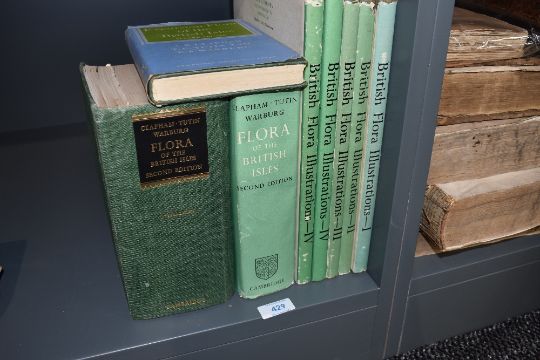 CLAPHAM·TUTIN
WARBURG
FLORA
OF THE
BRITISH ISLES
SECOND EDITION
CAMBRIDGE
CLAPHAM · TUTIN
WARBURG
FLORA
OF THE
BRITISH
ISLES
SECOND EDITION
CAMBRIDGE
British Flora Illustrations—IV
British Flora Illustrations—IV
British Flora Illustrations—III
British Flora Illustrations—II
British Flora Illustrations—I
429